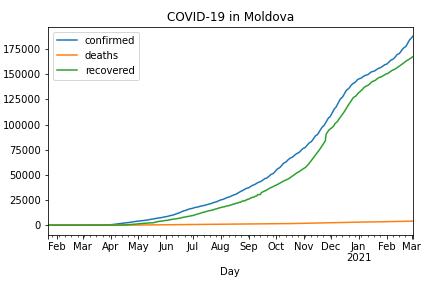 COVID-19 in Moldova
confirmed
deaths
recovered
175000
150000
125000
100000
75000
50000
25000
0
Feb Mar Apr May Jun Jul Aug Sep Oct Nov Dec Jan Feb Mar
2021
Day